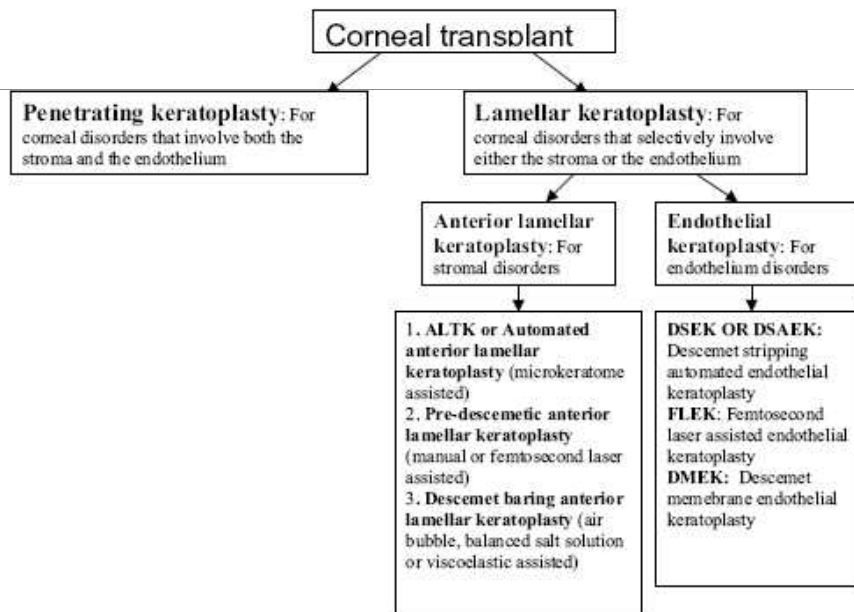 Corneal transplant
Penetrating keratoplasty: For
corneal disorders that involve both the
stroma and the endothelium
Lamellar keratoplasty: For
corneal disorders that selectively involve
either the stroma or the endothelium
Anterior lamellar
keratoplasty: For
stromal disorders
Endothelial
keratoplasty: For
endothelium disorders
1. ALTK or Automated
anterior lamellar
keratoplasty (microkeratome
assisted)
2. Pre-descemetic anterior
lamellar keratoplasty
(manual or femtosecond laser
assisted)
3. Descemet baring anterior
lamellar keratoplasty (air
bubble, balanced salt solution
or viscoelastic assisted)
DSEK OR DSAEK:
Descemet stripping
automated endothelial
keratoplasty
FLEK: Femtosecond
laser assisted endothelial
keratoplasty
DMEK: Descemet
memebrane endothelial
keratoplasty